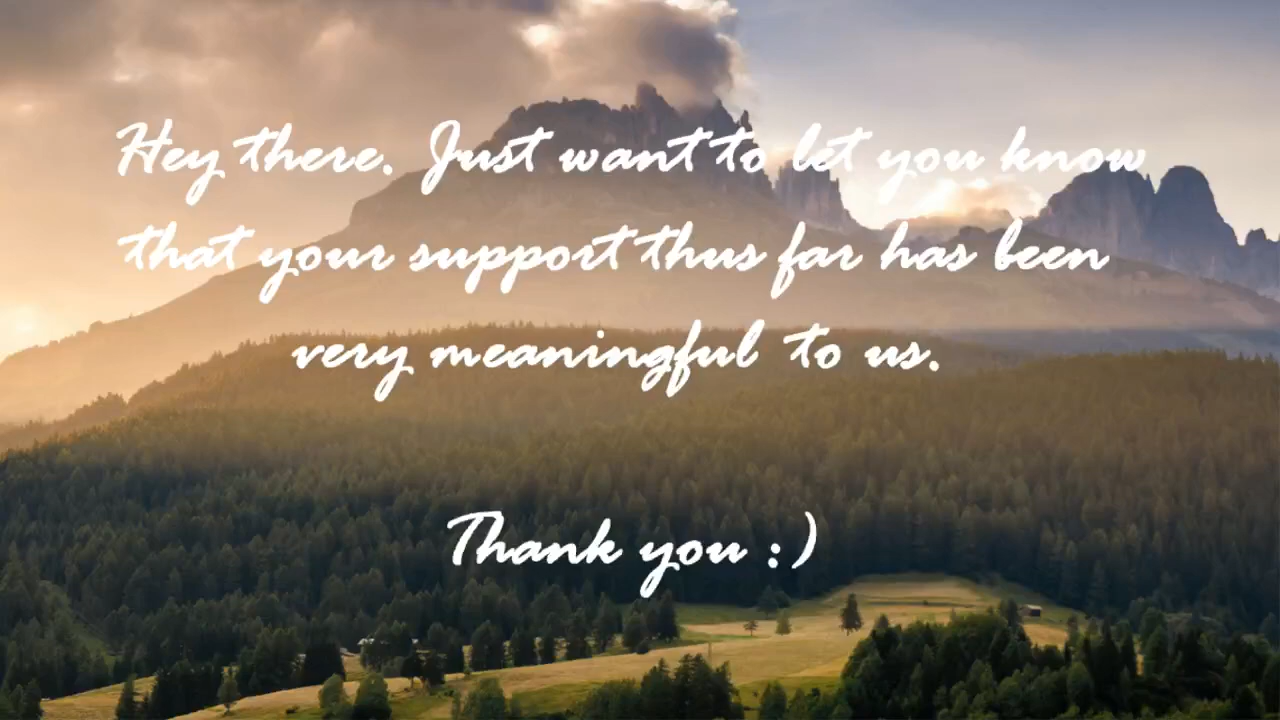 Hey there. Just want to let you know
that your support thus far has been
very meaningful to us.
Thank you :)